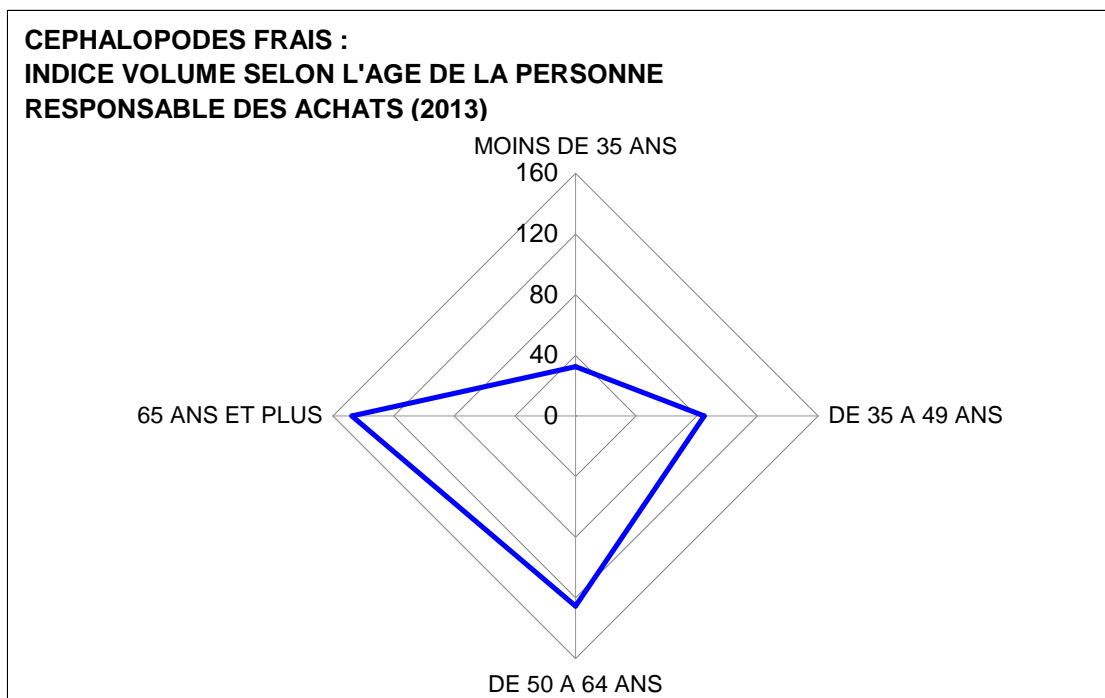 CEPHALOPODES FRAIS :
INDICE VOLUME SELON L'AGE DE LA PERSONNE
RESPONSABLE DES ACHATS (2013)
MOINS DE 35 ANS
160
120
80
40
65 ANS ET PLUS
0
DE 35 A 49 ANS
DE 50 A 64 ANS